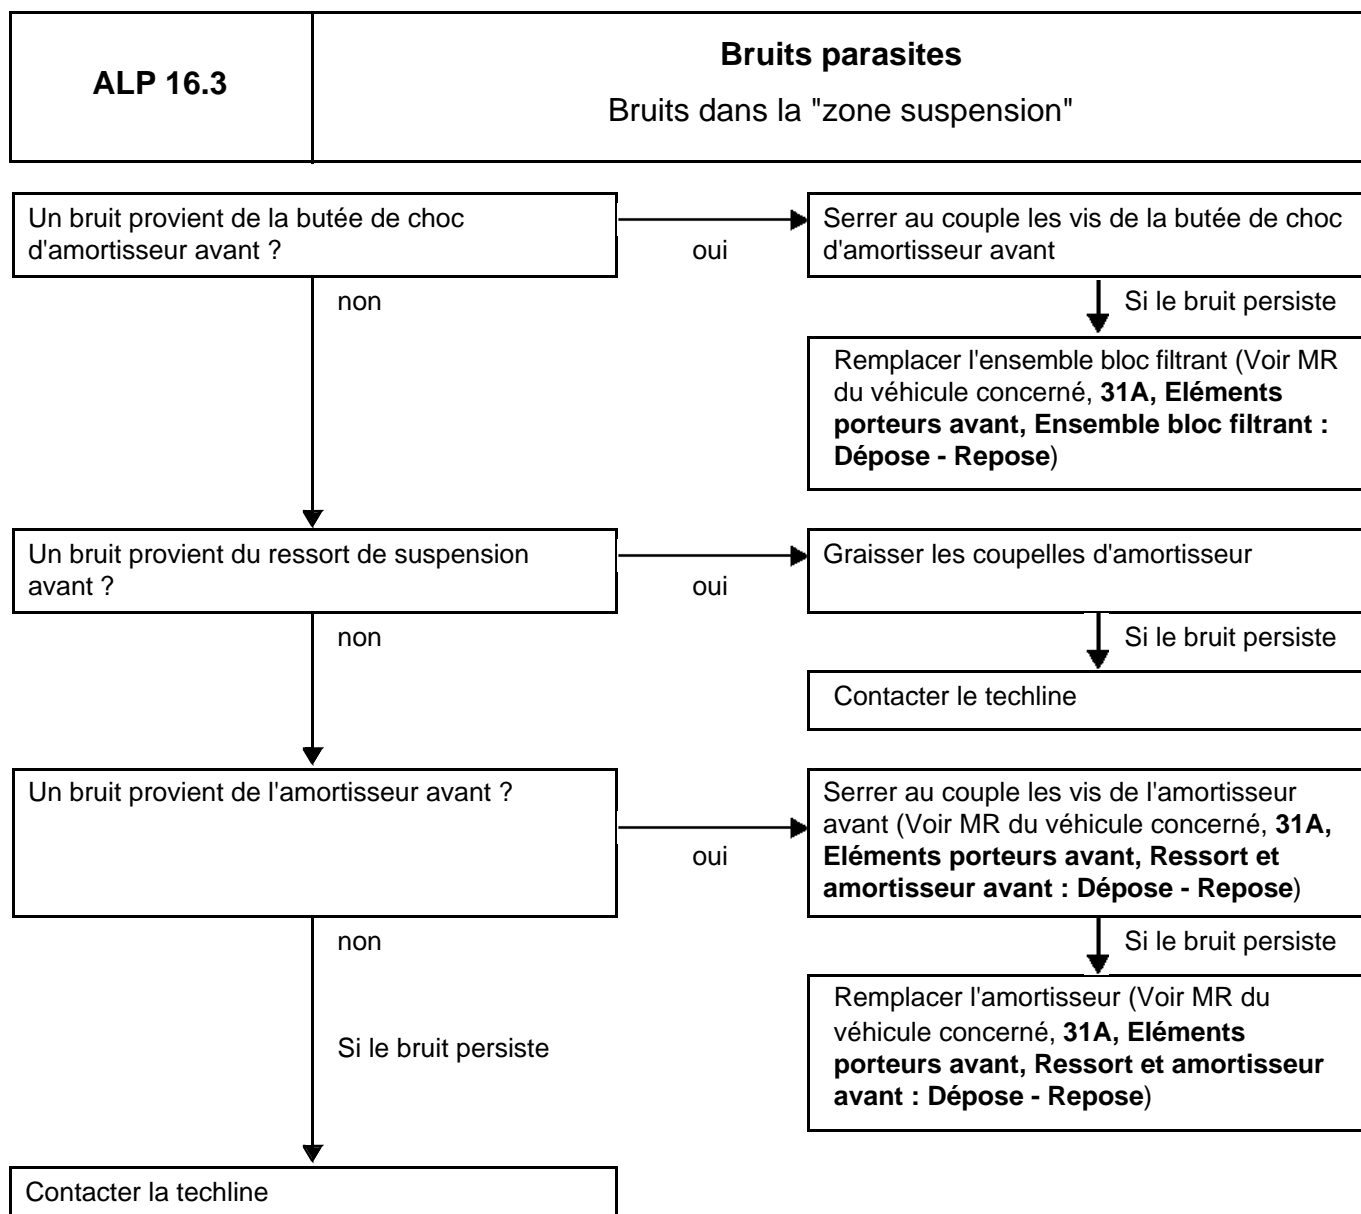 ALP 16.3
Bruits parasites
Bruits dans la "zone suspension"
Un bruit provient de la butée de choc
d'amortisseur avant ?
oui
Serrer au couple les vis de la butée de choc
d'amortisseur avant
non
Si le bruit persiste
Remplacer l'ensemble bloc filtrant (Voir MR
du véhicule concerné, 31A, Eléments
porteurs avant, Ensemble bloc filtrant :
Dépose - Repose)
Un bruit provient du ressort de suspension
avant ?
oui
Graisser les coupelles d'amortisseur
non
Si le bruit persiste
Contacter le techline
Un bruit provient de l'amortisseur avant ?
oui
Serrer au couple les vis de l'amortisseur
avant (Voir MR du véhicule concerné, 31A,
Eléments porteurs avant, Ressort et
amortisseur avant : Dépose - Repose)
non
Si le bruit persiste
Remplacer l'amortisseur (Voir MR du
véhicule concerné, 31A, Eléments
porteurs avant, Ressort et amortisseur
avant : Dépose - Repose)
Si le bruit persiste
Contacter la techline